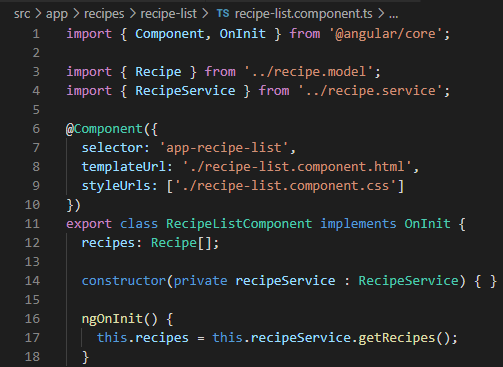 src > app > recipes > recipe-list > TS recipe-list.component.ts > ...
1 import { Component, OnInit } from '@angular/core';
2
3 import { Recipe } from '../recipe.model';
4 import { RecipeService } from '../recipe.service';
5
6 @Component({
7   selector: 'app-recipe-list',
8   templateUrl: './recipe-list.component.html',
9   styleUrls: ['./recipe-list.component.css']
10 })
11 export class RecipeListComponent implements OnInit {
12   recipes: Recipe[];
13
14   constructor(private recipeService : RecipeService) { }
15
16   ngOnInit() {
17     this.recipes = this.recipeService.getRecipes();
18   }